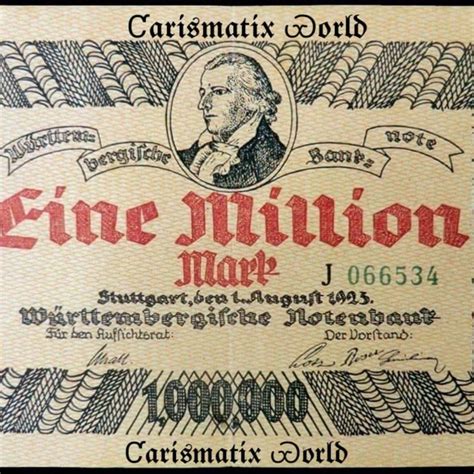 Carismatix World
Württem-
bergische
Bank-
note
Eine Million
Mark
J 066534
Stuttgart, den 1. August 1923.
Württembergische Notenbank
Für den Aufsichtsrat: Der Vorstand:
1,000,000
Carismatix World